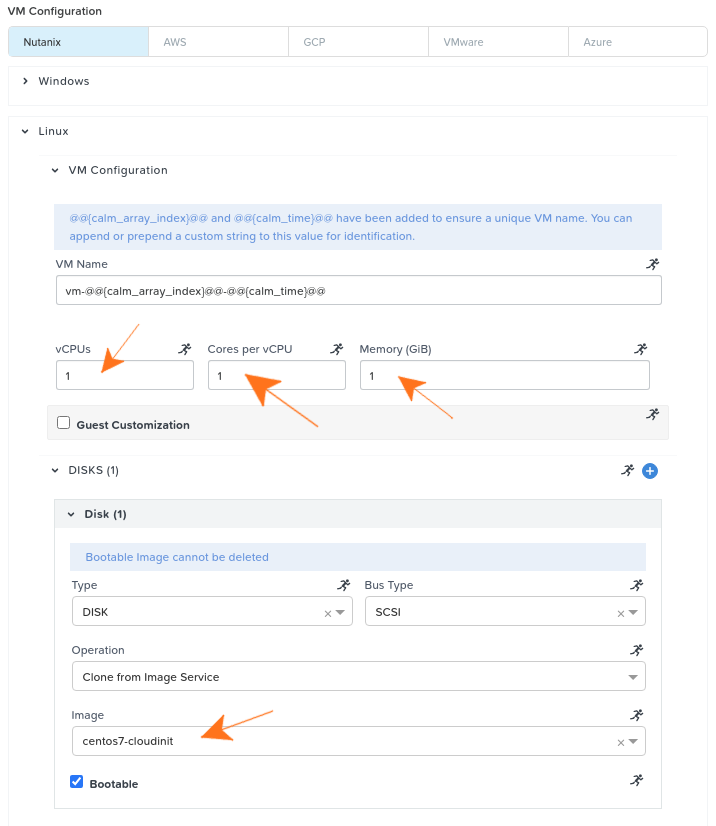 VM Configuration
Nutanix
AWS
GCP
VMware
Azure
Windows
Linux
VM Configuration
@@{calm_array_index}@@ and @@{calm_time}@@ have been added to ensure a unique VM name. You can
append or prepend a custom string to this value for identification.
VM Name
vm-@@{calm_array_index}@@-@@{calm_time}@@
vCPUs
Cores per vCPU
Memory (GiB)
1
1
1
Guest Customization
DISKS (1)
Disk (1)
Bootable Image cannot be deleted
Type
Bus Type
DISK
SCSI
Operation
Clone from Image Service
Image
centos7-cloudinit
Bootable